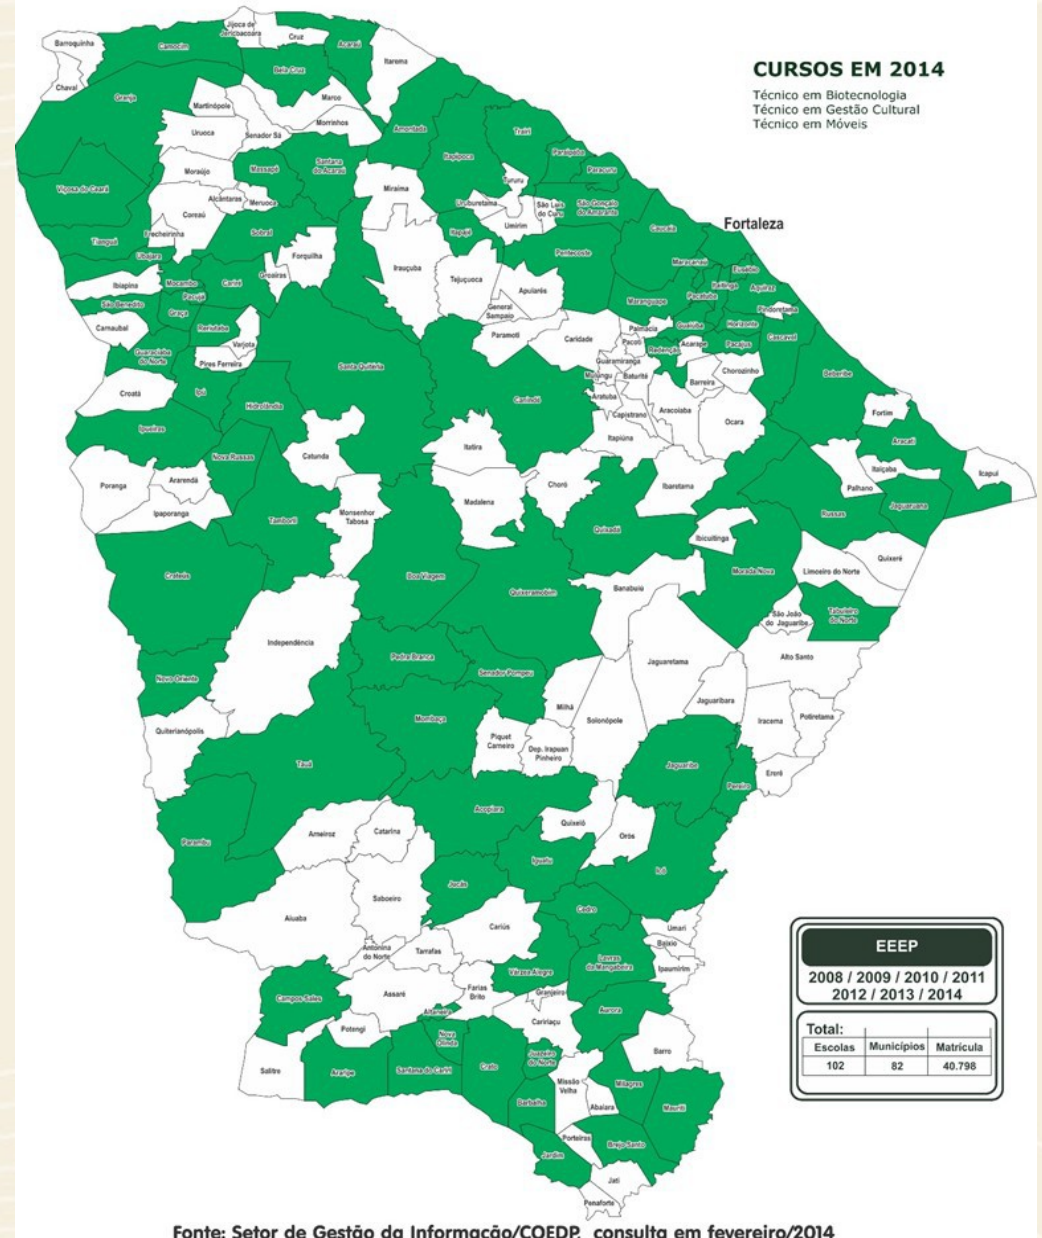 Jijoca de
Jericoacoara
Cruz
Barroquinha
Camocim
Acaraú
Itarema
Bela Cruz
Chaval
CURSOS EM 2014
Técnico em Biotecnologia
Técnico em Gestão Cultural
Técnico em Móveis
Granja
Martinópole
Marco
Morrinhos
Uruoca
Senador Sá
Amontada
Trairi
Itapipoca
Paraipaba
Paracuru
Moraújo
Massapê
Santana
do Acaraú
Miraíma
Tururu
Viçosa do Ceará
Alcântaras
Meruoca
Uruburetama
São Luis
do Curu
São Gonçalo
do Amarante
Coreaú
Umirim
Fortaleza
Frecheirinha
Sobral
Itapajé
Caucaia
Tianguá
Ubajara
Forquilha
Pentecoste
Maracanaú
Irauçuba
Eusébio
Groaíras
Tejuçuoca
Ibiapina
Mocambo
Cariré
Apuiarés
Itaitinga
Aquiraz
Pacujá
Pacatuba
São Benedito
General
Sampaio
Maranguape
Pindoretama
Graça
Carnaubal
Reriutaba
Palmácia
Guaiúba
Horizonte
Paramoti
Caridade
Pacoti
Cascavel
Varjota
Redenção
Acarape
Pacajus
Guaraciaba
do Norte
Pires Ferreira
Santa Quitéria
Guaramiranga
Chorozinho
Beberibe
Mulungu
Baturité
Barreira
Croatá
Ipú
Aratuba
Canindé
Hidrolândia
Capistrano
Aracoiaba
Fortim
Ocara
Ipueiras
Itapiúna
Aracati
Itatira
Nova Russas
Catunda
Itaiçaba
Icapuí
Poranga
Ararendá
Choró
Ibaretama
Palhano
Madalena
Jaguaruana
Ipaporanga
Monsenhor
Tabosa
Russas
Tamboril
Quixadá
Ibicuitinga
Quixeré
Crateús
Boa Viagem
Limoeiro do Norte
Morada Nova
Banabuiú
Quixeramobim
São João
do Jaguaribe
Tabuleiro
do Norte
Independência
Pedra Branca
Alto Santo
Jaguaretama
Novo Oriente
Senador Pompeu
Jaguaribara
Milhã
Mombaça
Solonópole
Iracema
Potiretama
Quiterianópolis
Piquet
Carneiro
Dep. Irapuan
Pinheiro
Tauá
Jaguaribe
Ereré
Pereiro
Acopiara
Quixelô
Arneiroz
Catarina
Orós
Parambu
Iguatu
Icó
Jucás
Saboeiro
Cedro
Aiuaba
Cariús
Umari
Baixio
Antonina
do Norte
Tarrafas
Lavras
da Mangabeira
Ipaumirim
Várzea Alegre
Assaré
Farias
Brito
Granjeiro
Campos Sales
Altaneira
Aurora
Caririaçu
Potengi
Nova
Olinda
Barro
Juazeiro
do Norte
Salitre
Araripe
Santana do Cariri
Crato
Missão
Velha
Milagres
Barbalha
Abaiara
Mauriti
Porteiras
Brejo Santo
Jardim
Jati
Penaforte
EEEP
2008 / 2009 / 2010 / 2011
2012 / 2013 / 2014
Total:
Escolas Municípios Matrícula
102 82 40.798
Fonte: Setor de Gestão da Informação/COEDP, consulta em fevereiro/2014